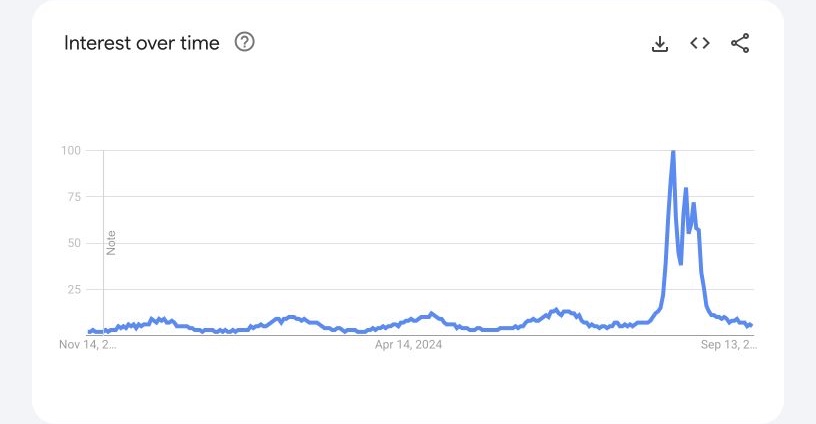 Interest over time
100
75
50
25
Note
Nov 14, 2...
Apr 14, 2024
Sep 13, 2...